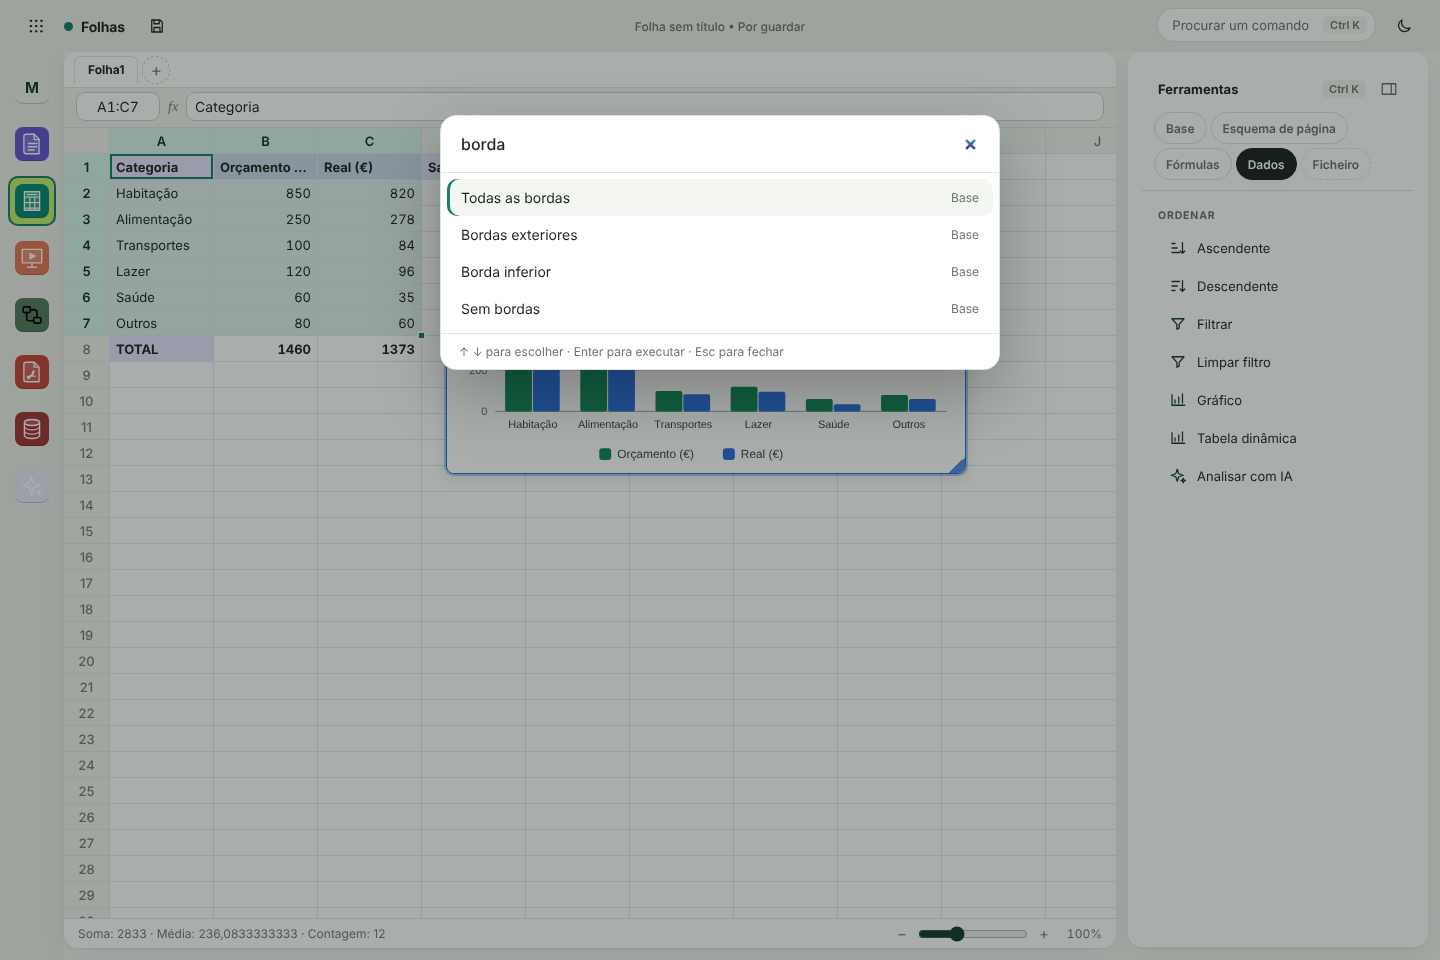 Folhas
Folha sem título • Por guardar
Procurar um comando Ctrl K
M
Folha1 +
A1:C7 fx Categoria
borda
Todas as bordas Base
Bordas exteriores Base
Borda inferior Base
Sem bordas Base
↑ ↓ para escolher · Enter para executar · Esc para fechar
A B C J
1 Categoria Orçamento ... Real (€) Sa
2 Habitação 850 820
3 Alimentação 250 278
4 Transportes 100 84
5 Lazer 120 96
6 Saúde 60 35
7 Outros 80 60
8 TOTAL 1460 1373
9
10
11
12
13
14
15
16
17
18
19
20
21
22
23
24
25
26
27
28
29
200
0
Habitação Alimentação Transportes Lazer Saúde Outros
Orçamento (€) Real (€)
Soma: 2833 · Média: 236,0833333333 · Contagem: 12
− + 100%
Ferramentas Ctrl K
Base Esquema de página
Fórmulas Dados Ficheiro
ORDENAR
Ascendente
Descendente
Filtrar
Limpar filtro
Gráfico
Tabela dinâmica
Analisar com IA